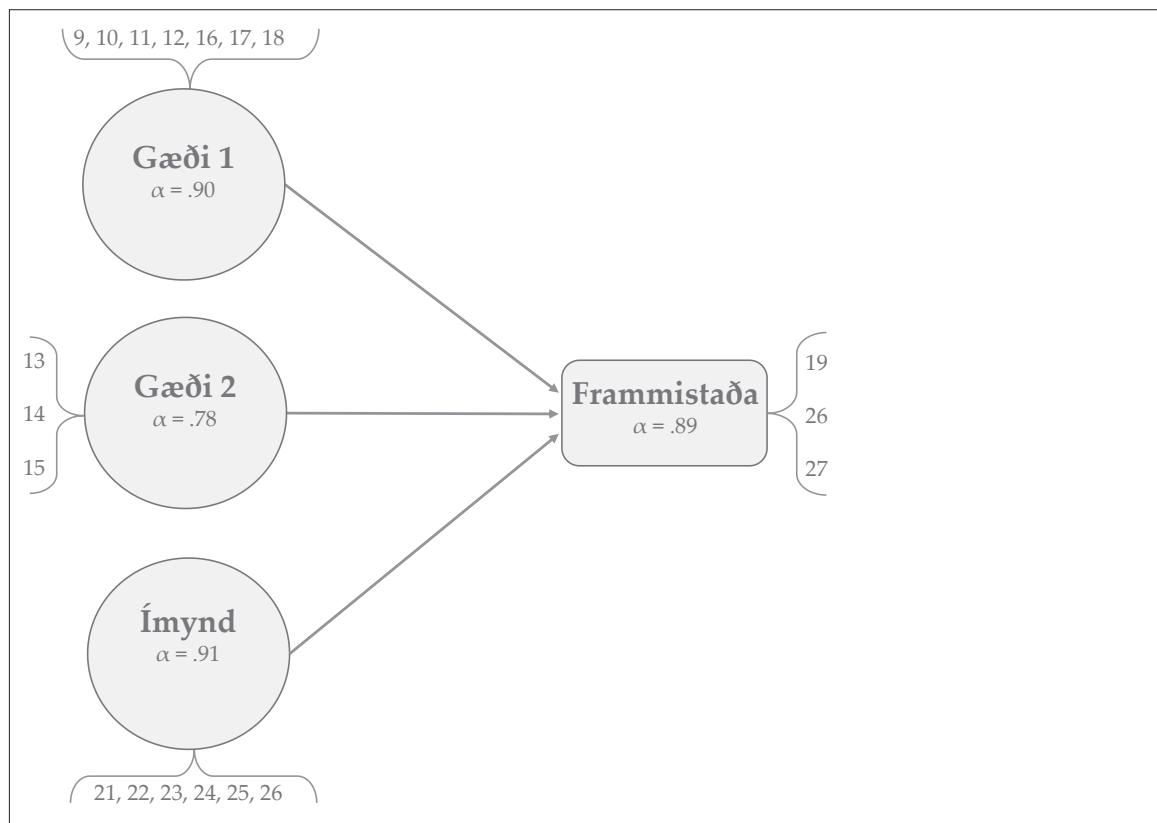 9, 10, 11, 12, 16, 17, 18
Gæði 1
α = .90
13
14
15
Gæði 2
α = .78
Frammistaða
α = .89
19
26
27
Ímynd
α = .91
21, 22, 23, 24, 25, 26